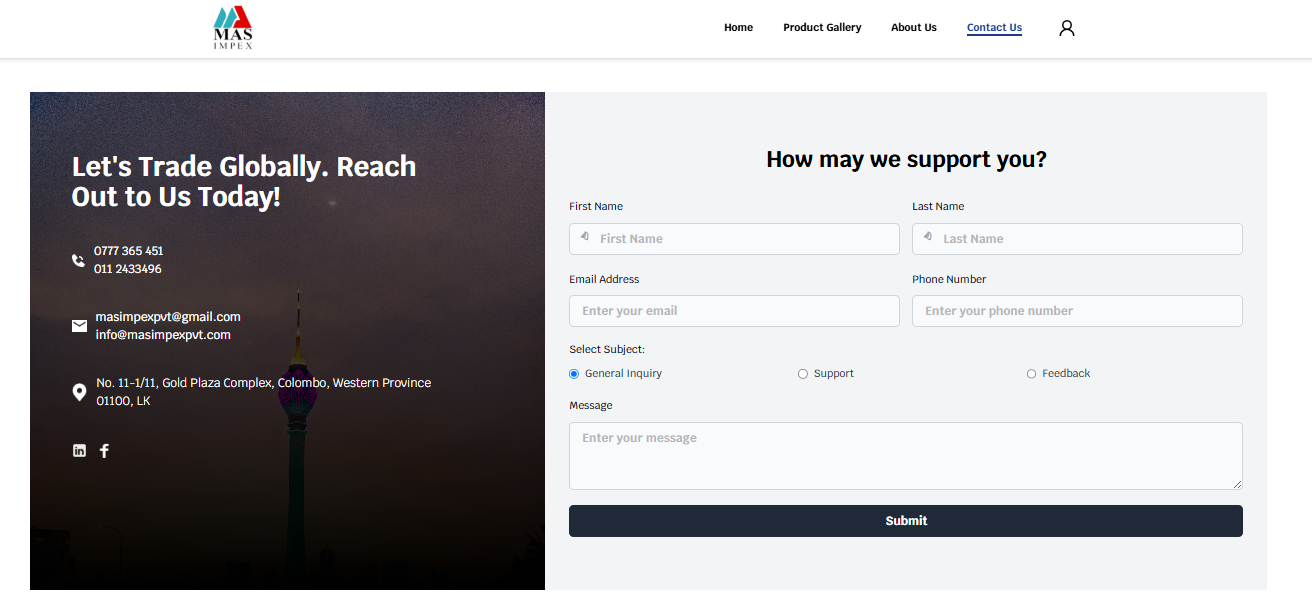 MAS
IMPEX
Home
Product Gallery
About Us
Contact Us
Let's Trade Globally. Reach
Out to Us Today!
0777 365 451
011 2433496
masimpexpvt@gmail.com
info@masimpexpvt.com
No. 11-1/11, Gold Plaza Complex, Colombo, Western Province
01100, LK
How may we support you?
First Name
Last Name
First Name
Last Name
Email Address
Phone Number
Enter your email
Enter your phone number
Select Subject:
General Inquiry
Support
Feedback
Message
Enter your message
Submit